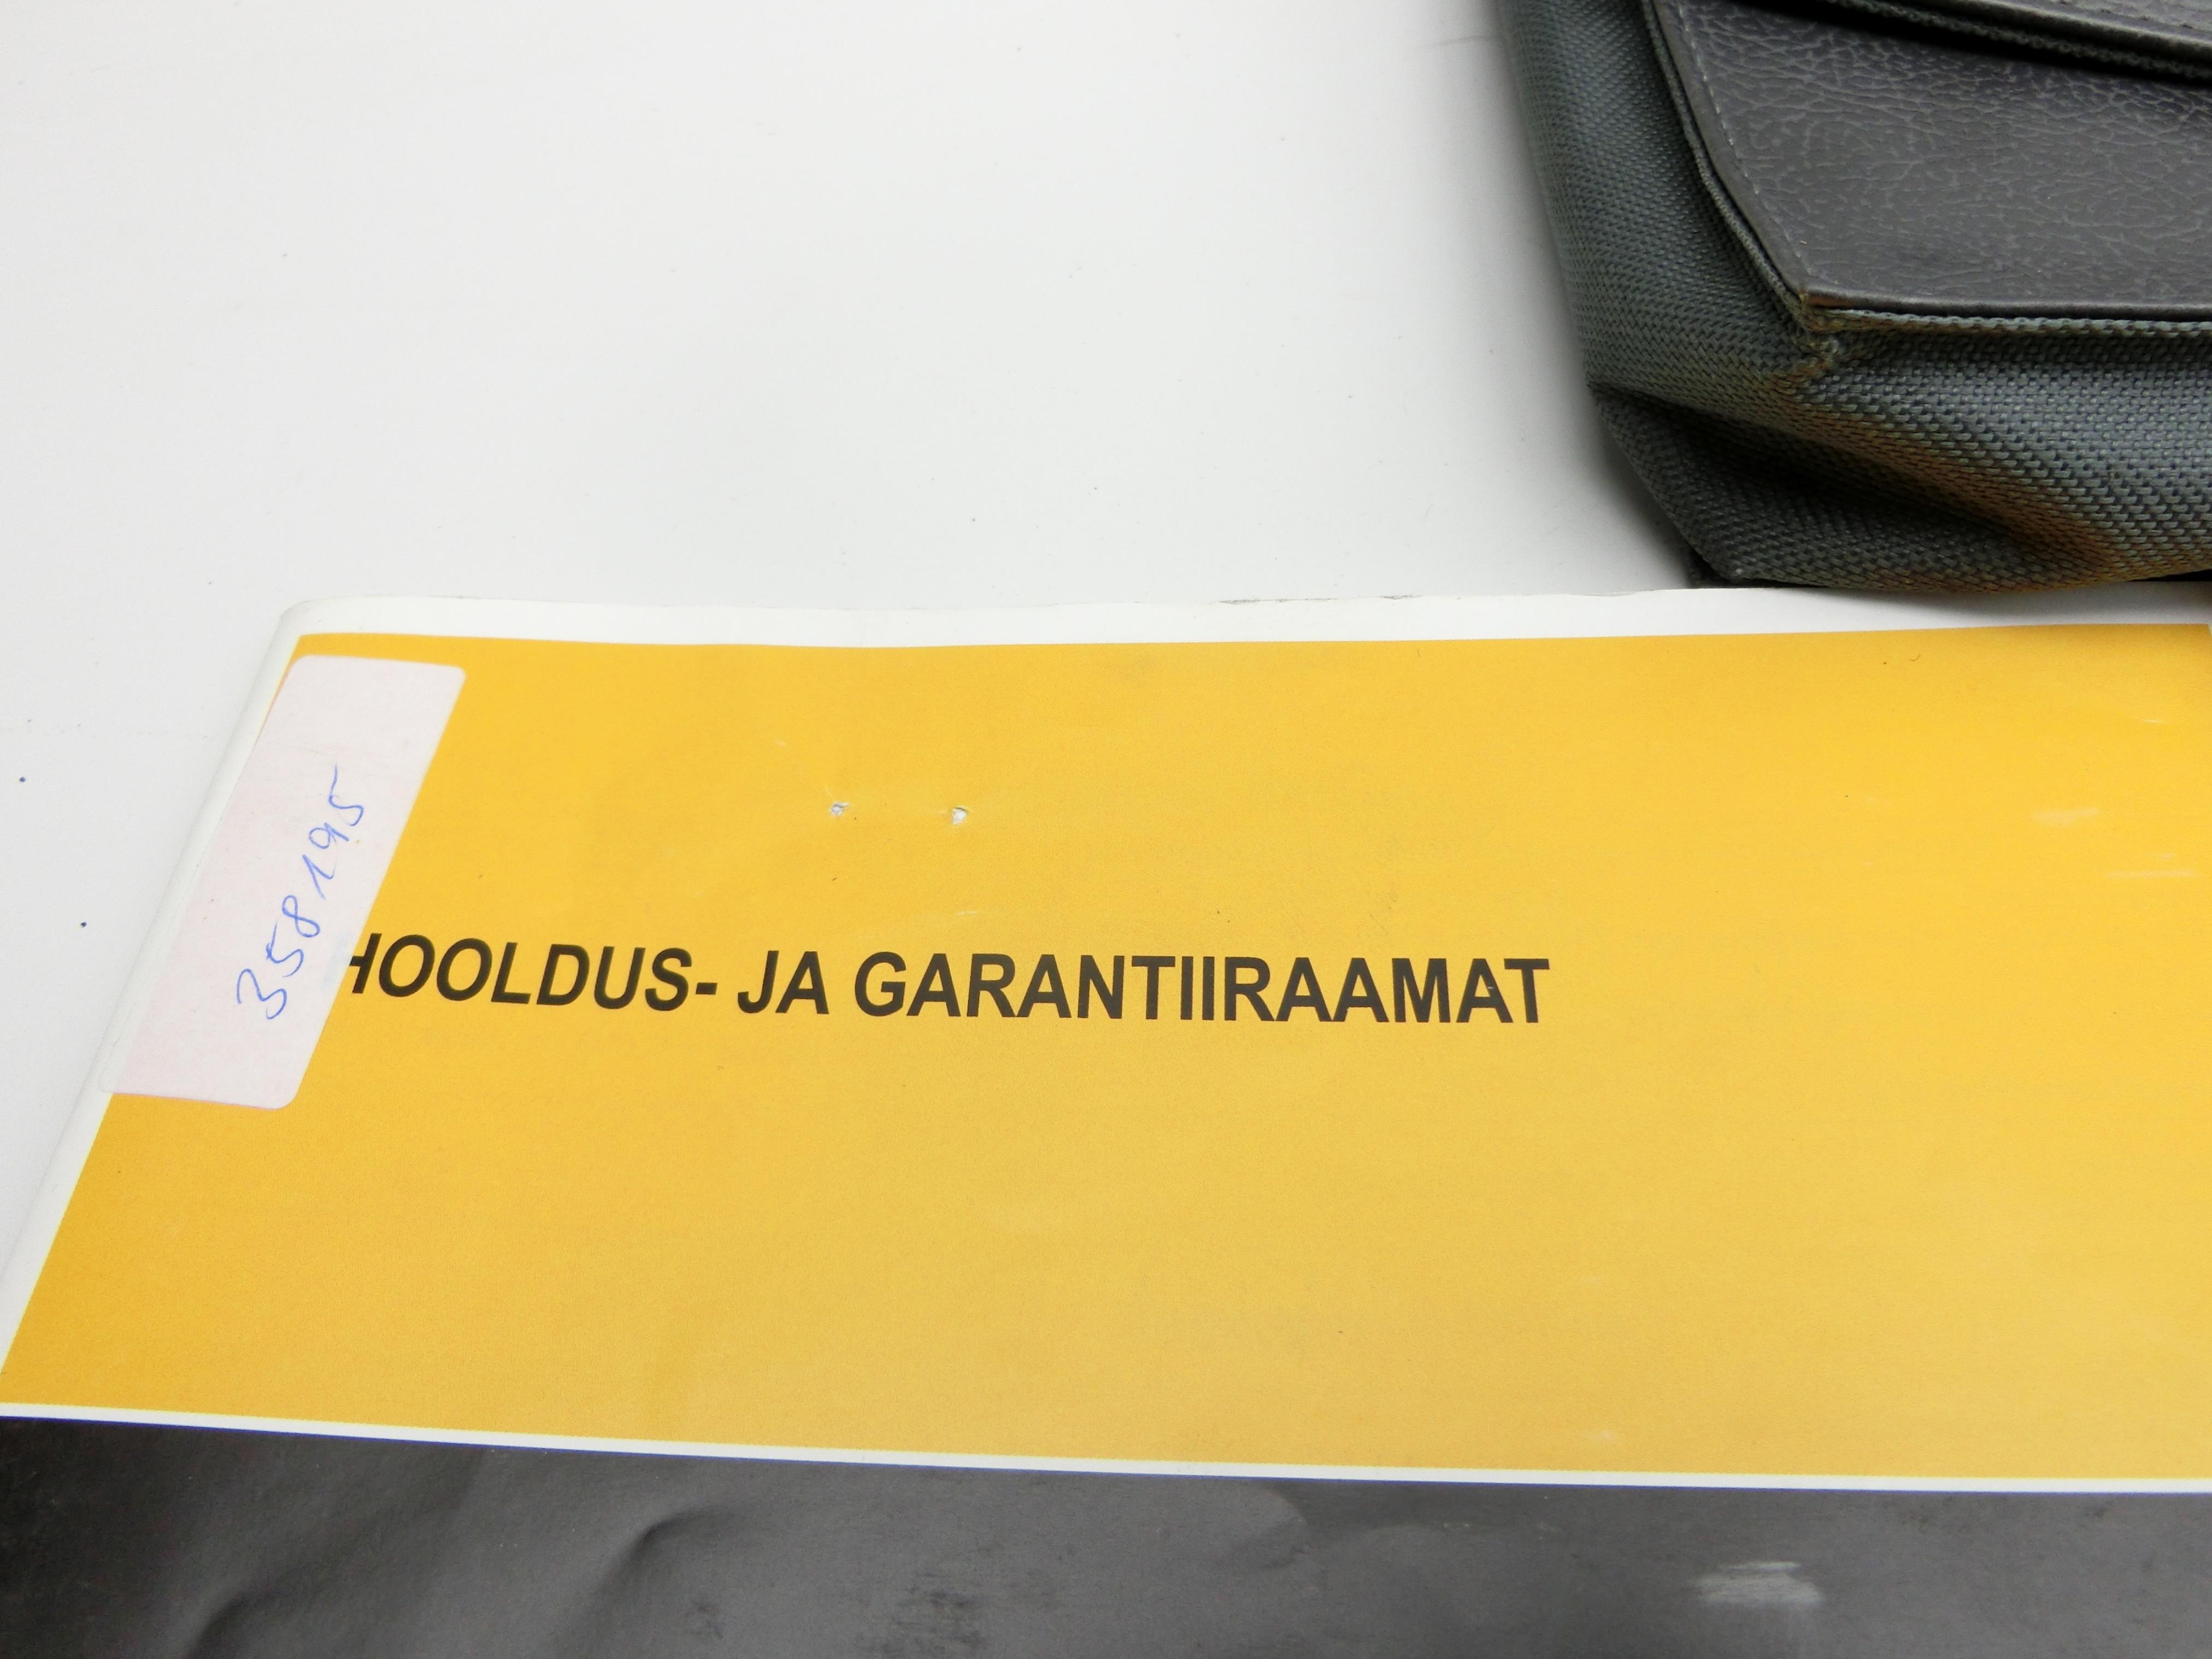 358195
HOOLDUS- JA GARANTIIRAAMAT